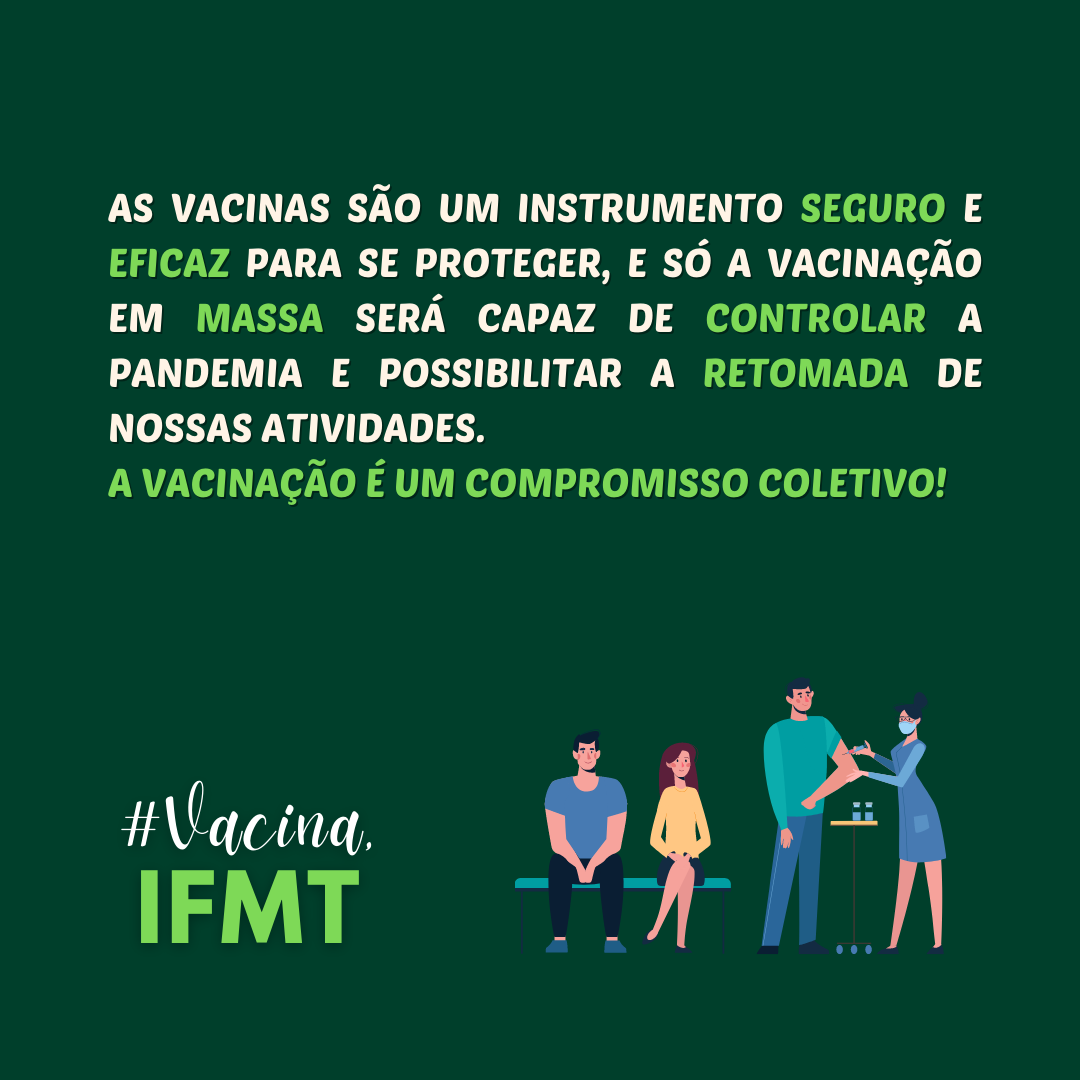 AS VACINAS SÃO UM INSTRUMENTO SEGURO E
EFICAZ PARA SE PROTEGER, E SÓ A VACINAÇÃO
EM MASSA SERÁ CAPAZ DE CONTROLAR A
PANDEMIA E POSSIBILITAR A RETOMADA DE
NOSSAS ATIVIDADES.
A VACINAÇÃO É UM COMPROMISSO COLETIVO!
#Vacina,
IFMT